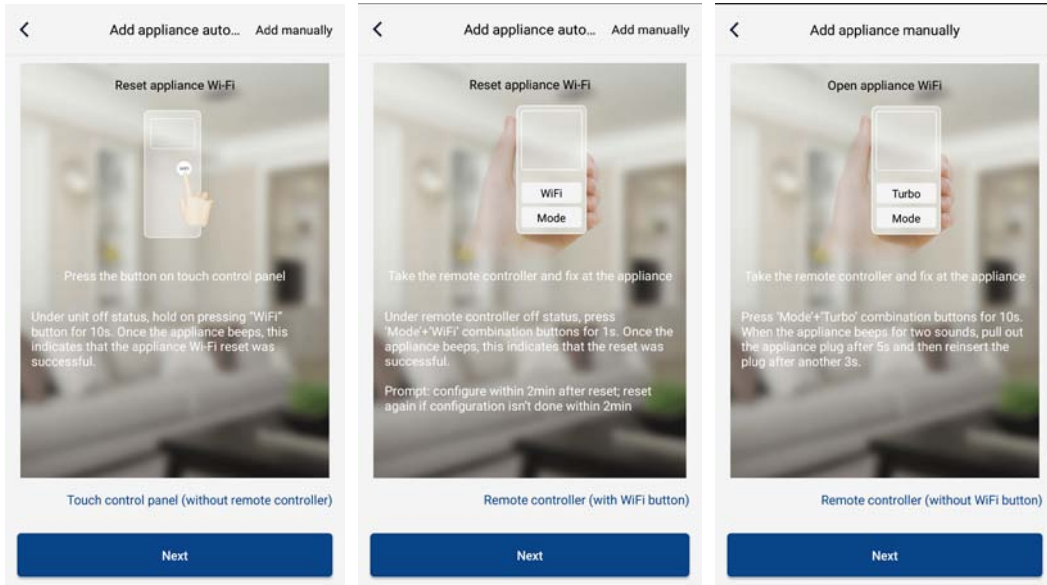 Add appliance auto... Add manually
Reset appliance Wi-Fi
WiFi
Press the button on touch control panel
Under unit off status, hold on pressing "WiFi"
button for 10s. Once the appliance beeps, this
indicates that the appliance Wi-Fi reset was
successful.
Touch control panel (without remote controller)
Next
Add appliance auto... Add manually
Reset appliance Wi-Fi
WiFi
Mode
Take the remote controller and fix at the appliance
Under remote controller off status, press
'Mode'+'WiFi' combination buttons for 1s. Once the
appliance beeps, this indicates that the reset was
successful.
Prompt: configure within 2min after reset; reset
again if configuration isn't done within 2min
Remote controller (with WiFi button)
Next
Add appliance manually
Open appliance WiFi
Turbo
Mode
Take the remote controller and fix at the appliance
Press 'Mode'+'Turbo' combination buttons for 10s.
When the appliance beeps for two sounds, pull out
the appliance plug after 5s and then reinsert the
plug after another 3s.
Remote controller (without WiFi button)
Next